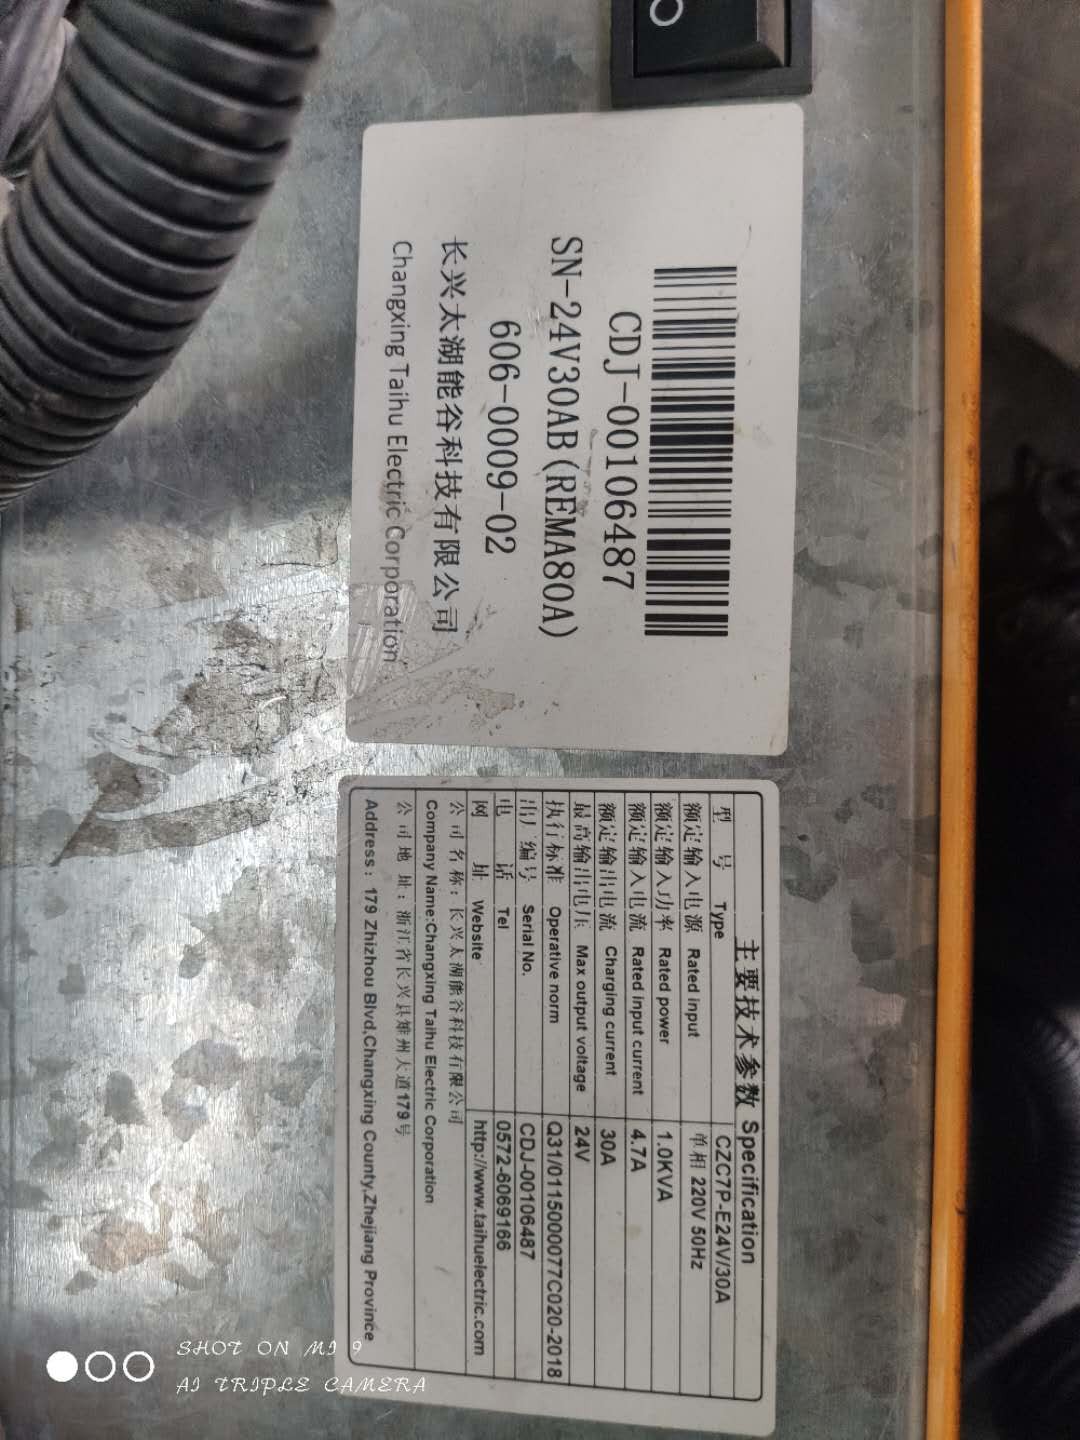 CDJ-00106487
SN-24V30AB(REMA80A)
606-0009-02
长兴太湖能谷科技有限公司
Changxing Taihu Electric Corporation
主要技术参数 Specification
型 号 Type CZC7P-E24V/30A
额定输入电源 Rated input 单相 220V 50Hz
额定输入功率 Rated power 1.0KVA
额定输入电流 Rated input current 4.7A
额定输出电流 Charging current 30A
最高输出电压 Max output voltage 24V
执行标准 Operative norm Q31/0115000077C020-2018
出厂编号 Serial No. CDJ-00106487
电 话 Tel 0572-6069166
网 址 Website http://www.taihuelectric.com
公司名称:长兴太湖能谷科技有限公司
Company Name:Changxing Taihu Electric Corporation
公司地址:浙江省长兴县雉州大道179号
Address: 179 Zhizhou Blvd,Changxing County,Zhejiang Province
SHOT ON MI 9
AI TRIPLE CAMERA